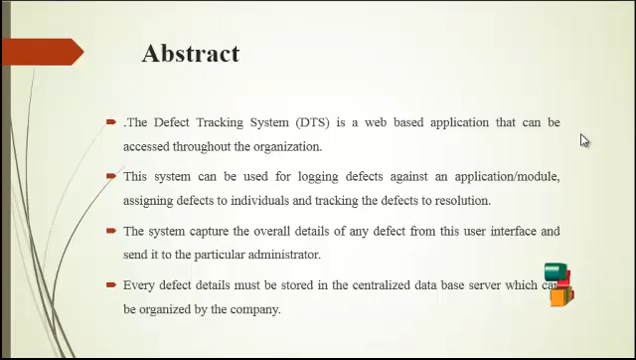 Abstract
.The Defect Tracking System (DTS) is a web based application that can be
accessed throughout the organization.
This system can be used for logging defects against an application/module,
assigning defects to individuals and tracking the defects to resolution.
The system capture the overall details of any defect from this user interface and
send it to the particular administrator.
Every defect details must be stored in the centralized data base server which can
be organized by the company.